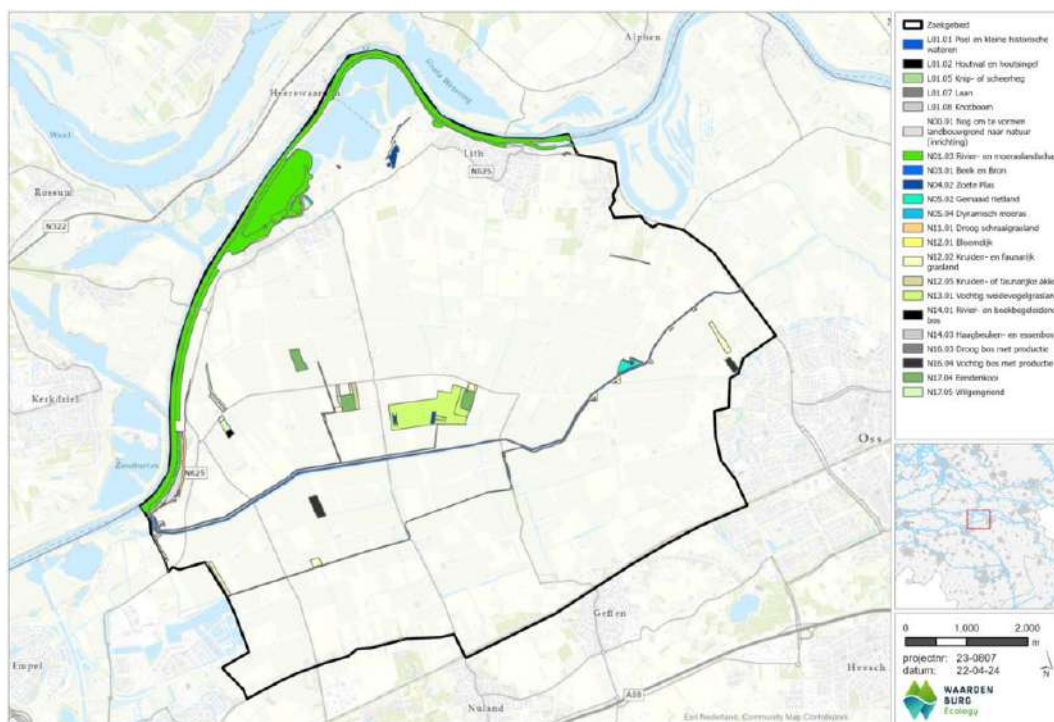 Zoekgebied
L01.01 Poel en kleine historische
wateren
L01.02 Houtwal en houtsingel
L01.05 Knip- of scheerheg
L01.07 Laan
L01.08 Knotboom
N00.01 Nog om te vormen
landbouwgrond naar natuur
(inrichting)
N01.03 Rivier- en moeraslandschap
N03.01 Beek en Bron
N04.02 Zoete Plas
N05.02 Gemaaid rietland
N05.04 Dynamisch moeras
N11.01 Droog schraalgrasland
N12.01 Bloemdijk
N12.02 Kruiden- en faunarijk
grasland
N12.05 Kruiden- of faunarijke akke
N13.01 Vochtig weidevogelgrasland
N14.01 Rivier- en beekbegeleidend
bos
N14.03 Haagbeuken- en essenbos
N16.03 Droog bos met productie
N16.04 Vochtig bos met productie
N17.04 Eendenkooi
N17.05 Wilgengriend
Alphen
Heerewaarden
Waal
Lith
N625
Rossum
N322
Kerkdriel
Oss
N625
Geffen
Empel
Heesch
A59
Nuland
Esri Nederland, Community Map Contributors
0 1.000 2.000
m
projectnr: 23-0807
datum: 22-04-24
N
WAARDEN
BURG
Ecology